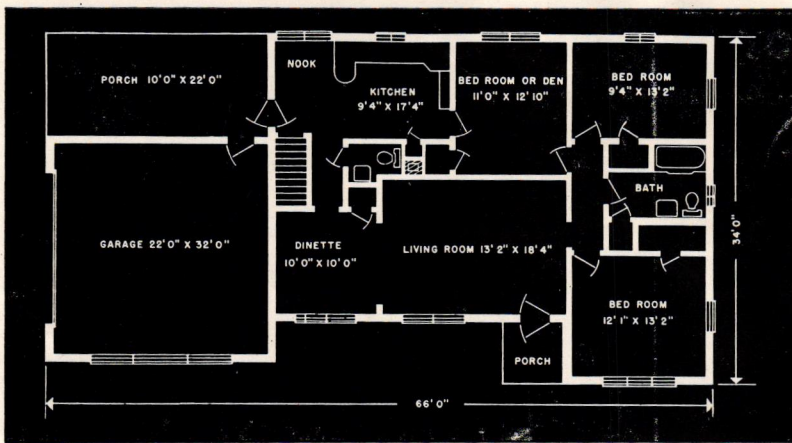 NOOK
PORCH 10'0" X 22'0"
KITCHEN
9'4" X 17'4"
BED ROOM OR DEN
11'0" X 12'10"
BED ROOM
9'4" X 13'2"
BATH
GARAGE 22'0" X 32'0"
DINETTE
10'0" X 10'0"
LIVING ROOM 13'2" X 18'4"
34'0"
BED ROOM
12'1" X 13'2"
PORCH
66'0"